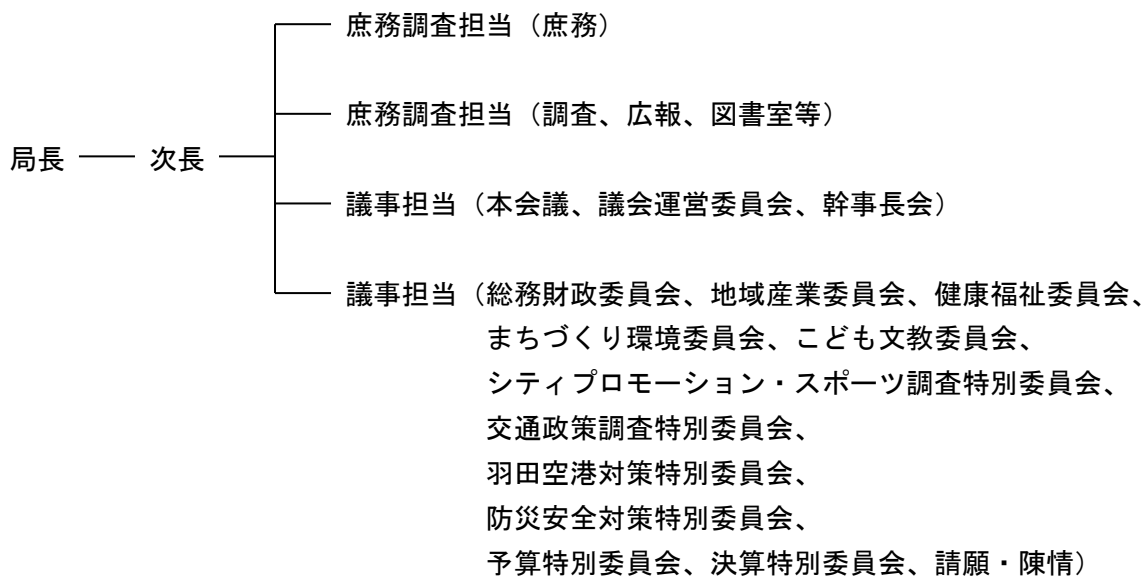 庶務調査担当（庶務）
庶務調査担当（調査、広報、図書室等）
局長 次長
議事担当（本会議、議会運営委員会、幹事長会）
議事担当（総務財政委員会、地域産業委員会、健康福祉委員会、
まちづくり環境委員会、こども文教委員会、
シティプロモーション・スポーツ調査特別委員会、
交通政策調査特別委員会、
羽田空港対策特別委員会、
防災安全対策特別委員会、
予算特別委員会、決算特別委員会、請願・陳情）